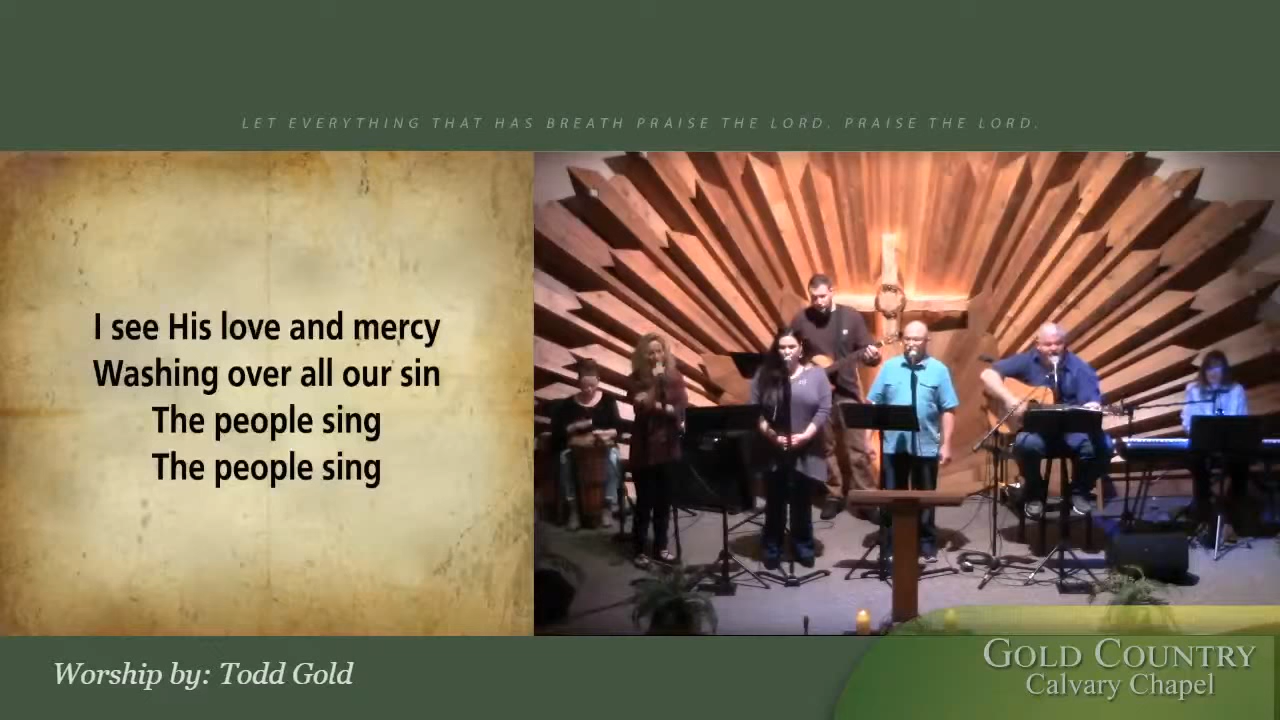 LET EVERYTHING THAT HAS BREATH PRAISE THE LORD. PRAISE THE LORD.
I see His love and mercy
Washing over all our sin
The people sing
The people sing
Worship by: Todd Gold
GOLD COUNTRY
Calvary Chapel